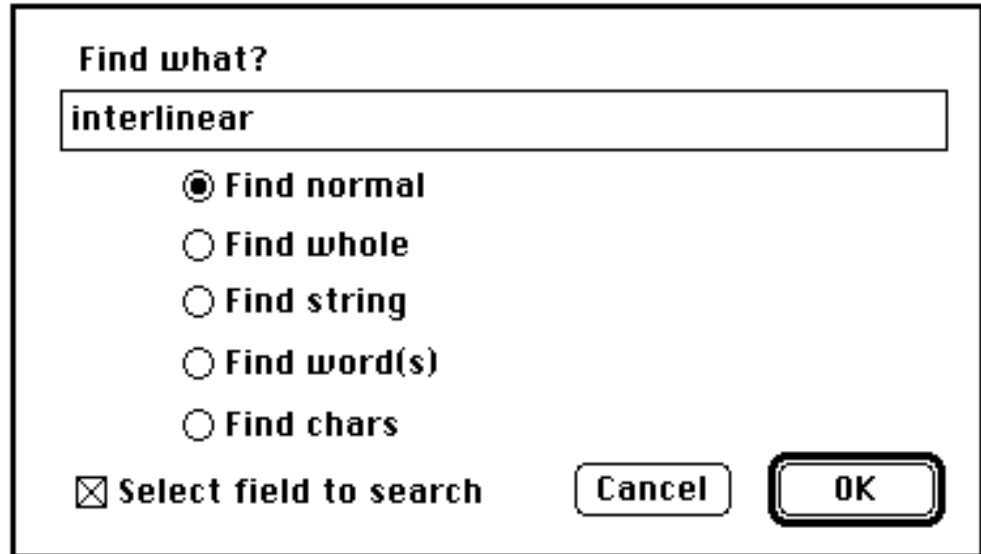 Find what?
interlinear
Find normal
Find whole
Find string
Find word(s)
Find chars
Select field to search Cancel OK